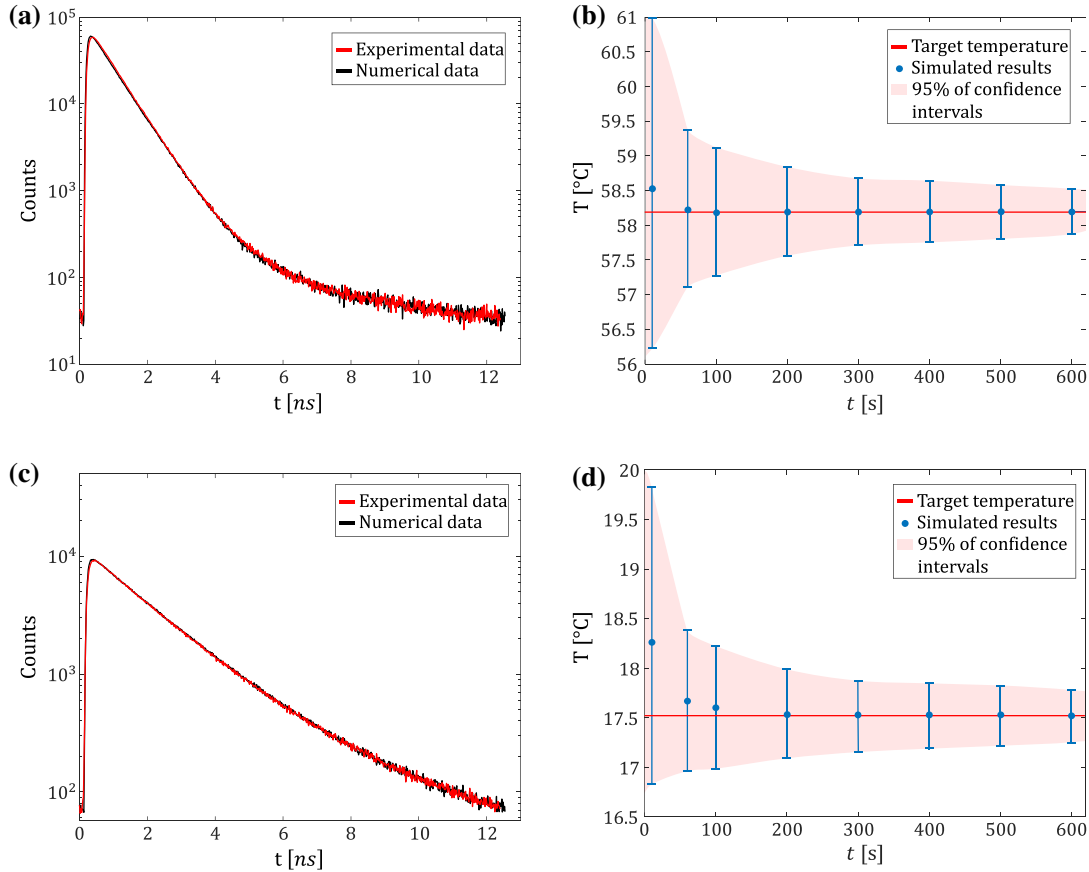 (a)
10^5
10^4
10^3
10^2
10^1
Counts
0 2 4 6 8 10 12
t [ns]
Experimental data
Numerical data
(b)
61
60.5
60
59.5
59
58.5
58
57.5
57
56.5
56
T [°C]
0 100 200 300 400 500 600
t [s]
Target temperature
Simulated results
95% of confidence
intervals
(c)
10^4
10^3
10^2
Counts
0 2 4 6 8 10 12
t [ns]
Experimental data
Numerical data
(d)
20
19.5
19
18.5
18
17.5
17
16.5
T [°C]
0 100 200 300 400 500 600
t [s]
Target temperature
Simulated results
95% of confidence
intervals